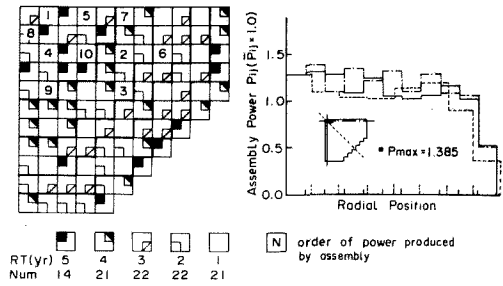 1 5 7
8
4 10 2 6
9 3
RT(yr) 5 4 3 2 1
Num 14 21 22 22 21
Assembly Power Pij(P̄ij=1.0)
1.5
1.0
0.5
0.0
Pmax=1.385
Radial Position
N order of power produced
by assembly